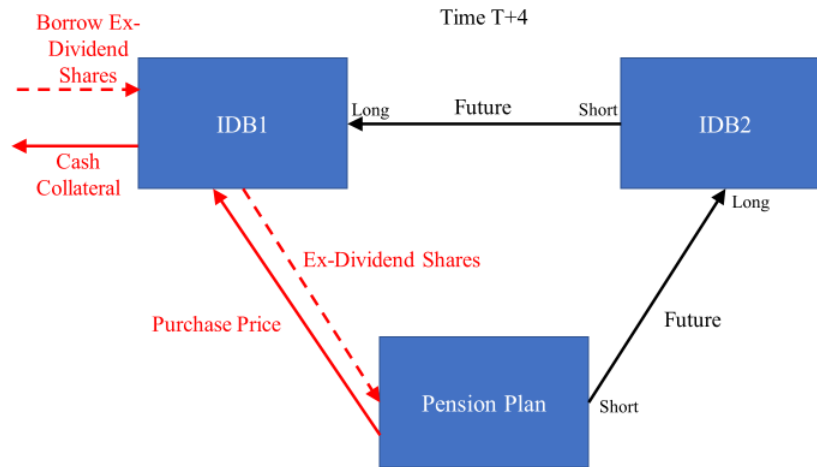 Time T+4
Borrow Ex-
Dividend
Shares
Cash
Collateral
IDB1
Long
Future
Short
IDB2
Long
Ex-Dividend Shares
Purchase Price
Future
Pension Plan
Short